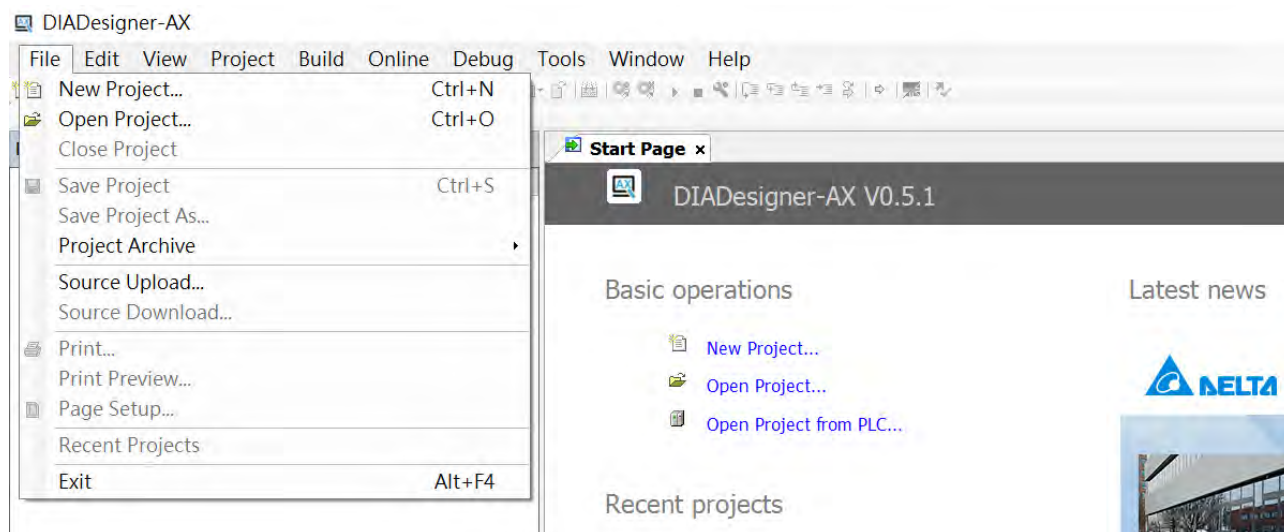 DIADesigner-AX
File Edit View Project Build Online Debug Tools Window Help
New Project... Ctrl+N
Open Project... Ctrl+O
Close Project
Save Project Ctrl+S
Save Project As...
Project Archive
Source Upload...
Source Download...
Print...
Print Preview...
Page Setup...
Recent Projects
Exit Alt+F4
Start Page x
AX
DIADesigner-AX V0.5.1
Basic operations
New Project...
Open Project...
Open Project from PLC...
Recent projects
Latest news
DELTA